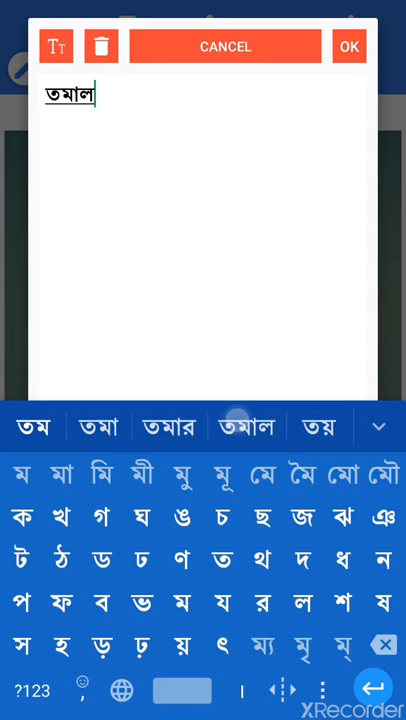 TT
CANCEL
OK
তমাল
তম তমা তমার তমাল তয়
ম মা মি মী মু মূ মে মৈ মো মৌ
ক খ গ ঘ ঙ চ ছ জ ঝ ঞ
ট ঠ ড ঢ ণ ত থ দ ধ ন
প ফ ব ভ ম য র ল শ ষ
স হ ড় ঢ় য় ৎ ম্য মৃ ম্
?123 , ।
XRecorder